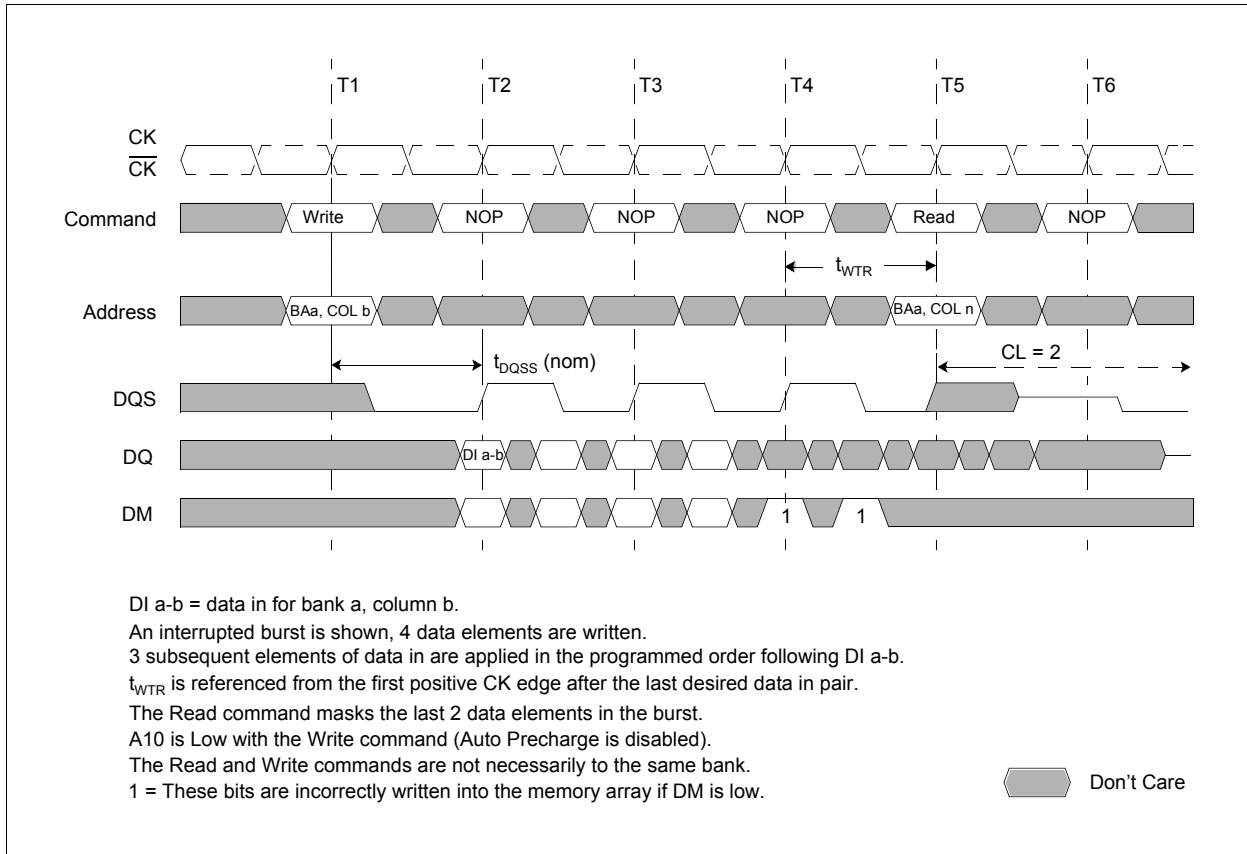 T1 T2 T3 T4 T5 T6
CK
CK
Command Write NOP NOP NOP Read NOP
tWTR
Address BAa, COL b BAa, COL n
tDQSS (nom) CL = 2
DQS
DQ DI a-b
DM 1 1
DI a-b = data in for bank a, column b.
An interrupted burst is shown, 4 data elements are written.
3 subsequent elements of data in are applied in the programmed order following DI a-b.
tWTR is referenced from the first positive CK edge after the last desired data in pair.
The Read command masks the last 2 data elements in the burst.
A10 is Low with the Write command (Auto Precharge is disabled).
The Read and Write commands are not necessarily to the same bank.
1 = These bits are incorrectly written into the memory array if DM is low.
Don't Care